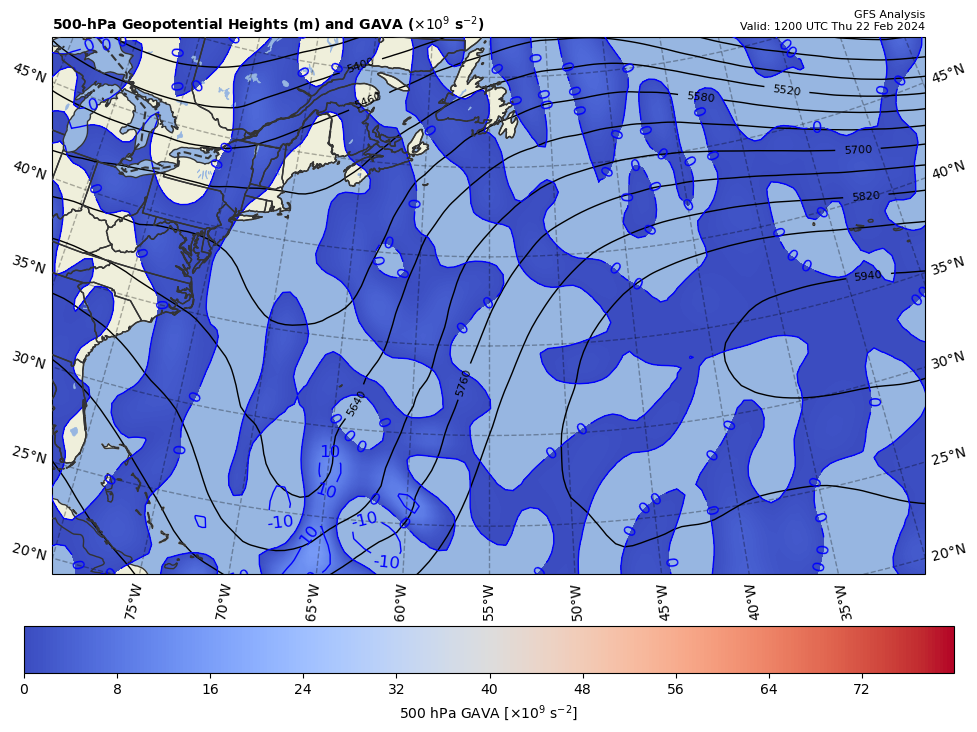 GFS Analysis
500-hPa Geopotential Heights (m) and GAVA (×10⁹ s⁻²)
Valid: 1200 UTC Thu 22 Feb 2024
45°N 45°N
40°N 40°N
35°N 35°N
30°N 30°N
25°N 25°N
20°N 20°N
5400
5460
5520
5580
5700
5820
5940
5760
5640
10
10
-10
-10
10
-10
75°W 70°W 65°W 60°W 55°W 50°W 45°W 40°W 35°W
0 8 16 24 32 40 48 56 64 72
500 hPa GAVA [×10⁹ s⁻²]